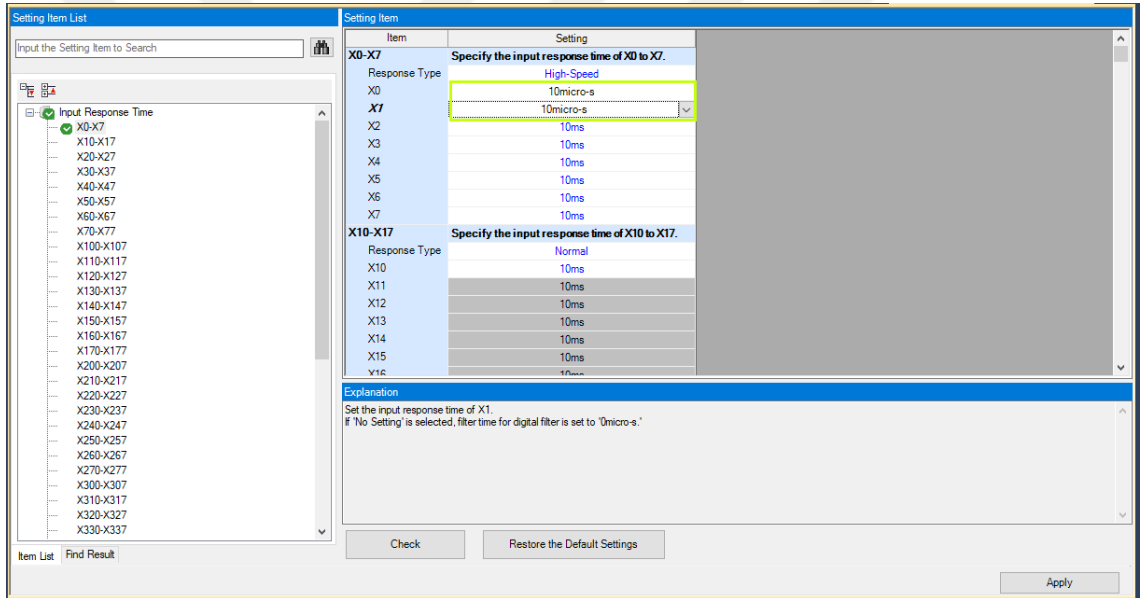 Setting Item List
Input the Setting Item to Search
Input Response Time
X0-X7
X10-X17
X20-X27
X30-X37
X40-X47
X50-X57
X60-X67
X70-X77
X100-X107
X110-X117
X120-X127
X130-X137
X140-X147
X150-X157
X160-X167
X170-X177
X200-X207
X210-X217
X220-X227
X230-X237
X240-X247
X250-X257
X260-X267
X270-X277
X300-X307
X310-X317
X320-X327
X330-X337
Item List Find Result
Setting Item
Item Setting
X0-X7 Specify the input response time of X0 to X7.
Response Type High-Speed
X0 10micro-s
X1 10micro-s
X2 10ms
X3 10ms
X4 10ms
X5 10ms
X6 10ms
X7 10ms
X10-X17 Specify the input response time of X10 to X17.
Response Type Normal
X10 10ms
X11 10ms
X12 10ms
X13 10ms
X14 10ms
X15 10ms
X16 10ms
Explanation
Set the input response time of X1.
If 'No Setting' is selected, filter time for digital filter is set to '0micro-s.'
Check Restore the Default Settings
Apply